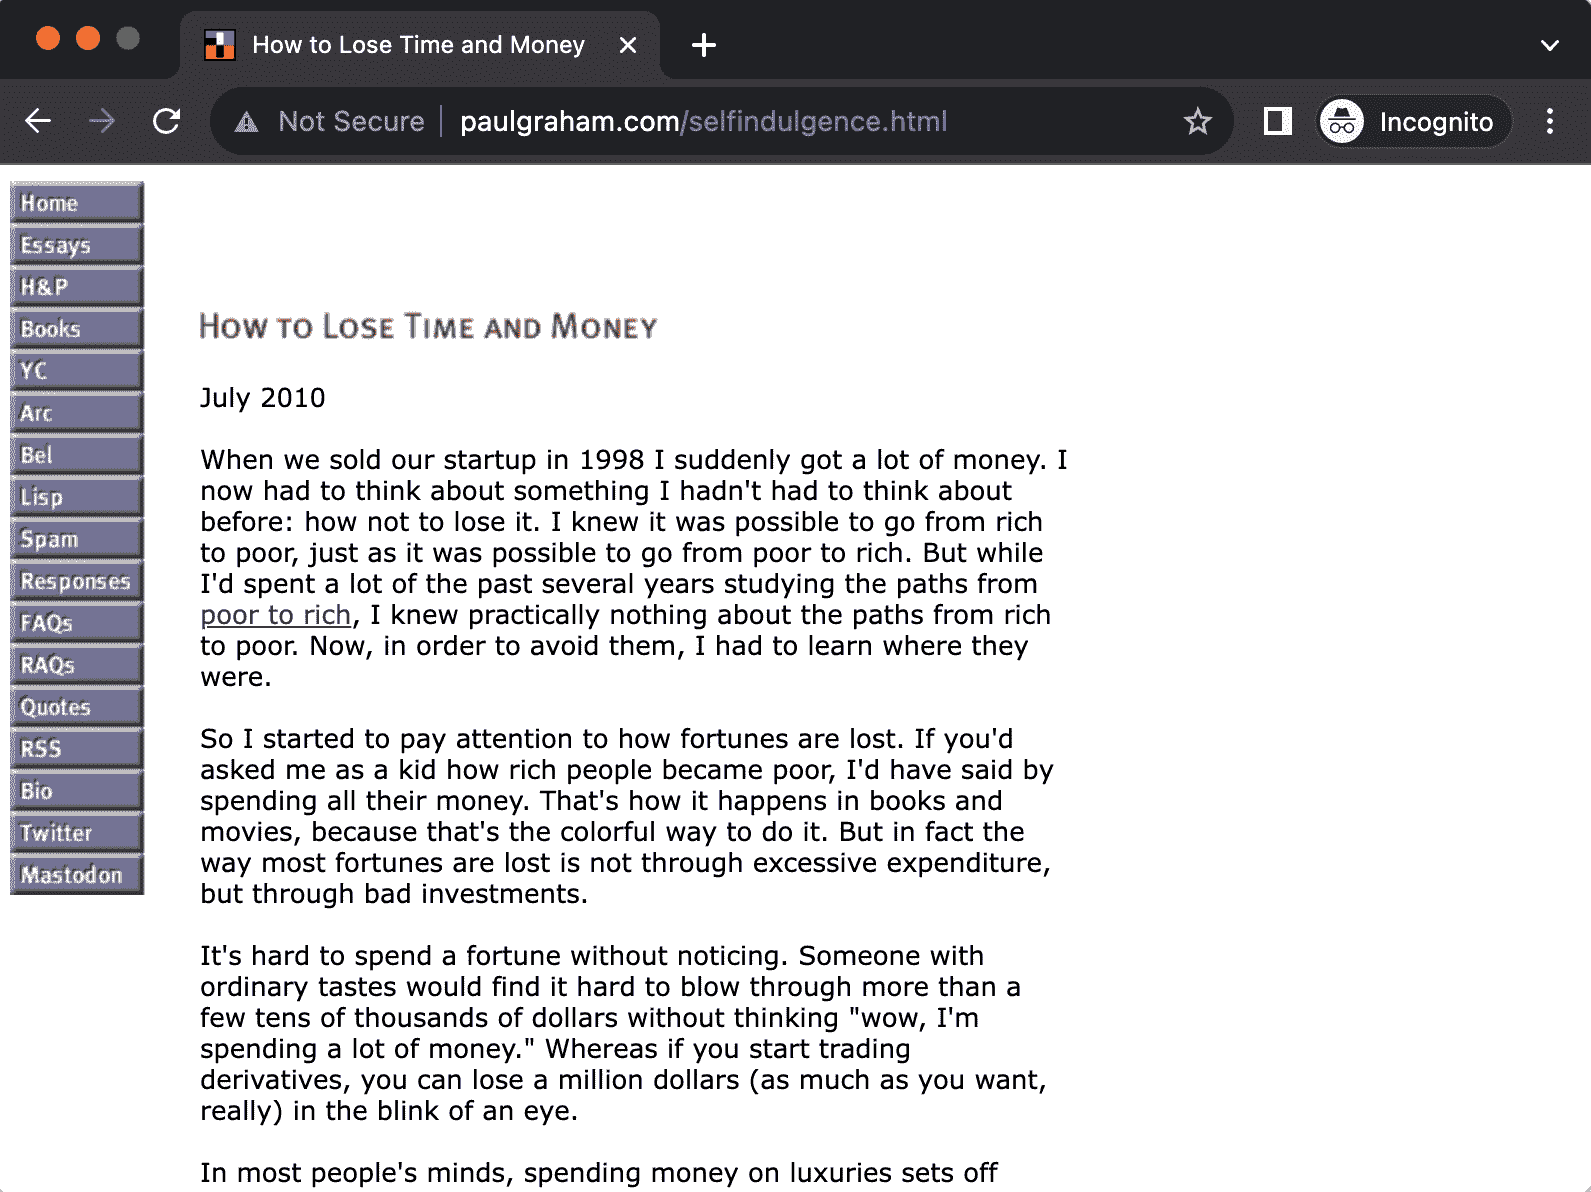 How to Lose Time and Money
Not Secure
paulgraham.com/selfindulgence.html
Incognito
Home
Essays
H&P
Books
YC
Arc
Bel
Lisp
Spam
Responses
FAQs
RAQs
Quotes
RSS
Bio
Twitter
Mastodon
How to Lose Time and Money
July 2010
When we sold our startup in 1998 I suddenly got a lot of money. I
now had to think about something I hadn't had to think about
before: how not to lose it. I knew it was possible to go from rich
to poor, just as it was possible to go from poor to rich. But while
I'd spent a lot of the past several years studying the paths from
poor to rich, I knew practically nothing about the paths from rich
to poor. Now, in order to avoid them, I had to learn where they
were.
So I started to pay attention to how fortunes are lost. If you'd
asked me as a kid how rich people became poor, I'd have said by
spending all their money. That's how it happens in books and
movies, because that's the colorful way to do it. But in fact the
way most fortunes are lost is not through excessive expenditure,
but through bad investments.
It's hard to spend a fortune without noticing. Someone with
ordinary tastes would find it hard to blow through more than a
few tens of thousands of dollars without thinking "wow, I'm
spending a lot of money." Whereas if you start trading
derivatives, you can lose a million dollars (as much as you want,
really) in the blink of an eye.
In most people's minds, spending money on luxuries sets off